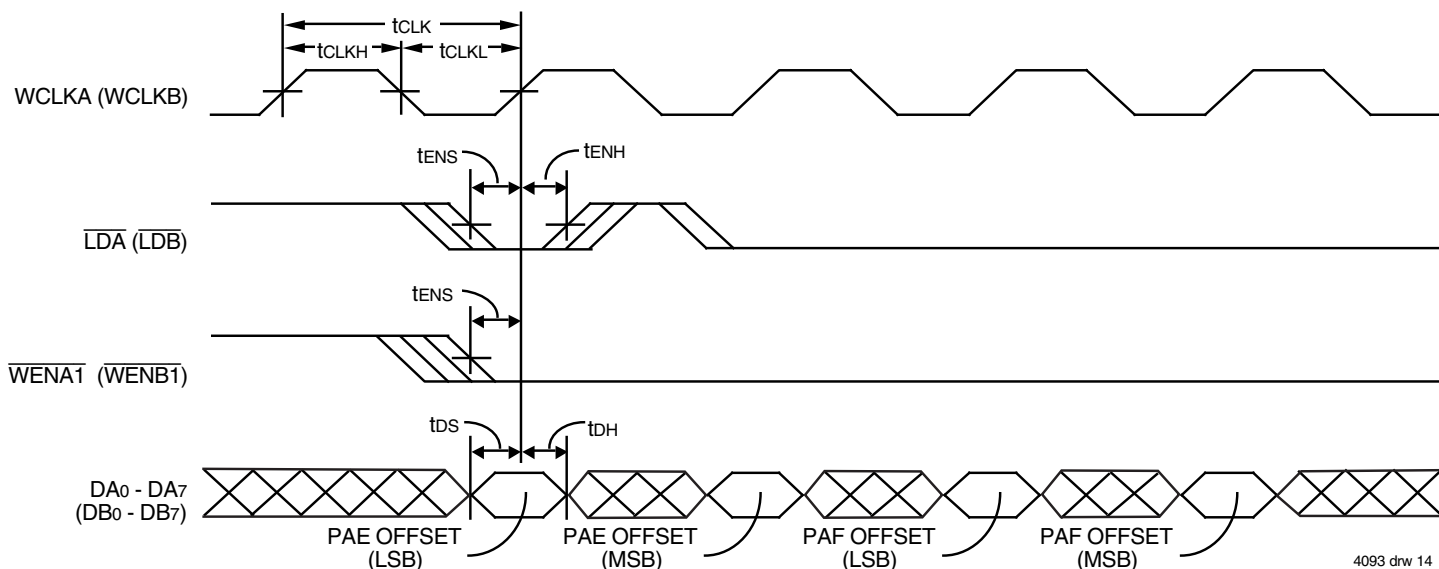 tCLK
tCLKH tCLKL
WCLKA (WCLKB)
tENS tENH
LDA (LDB)
tENS
WENA1 (WENB1)
tDS tDH
DA0 - DA7
(DB0 - DB7)
PAE OFFSET
(LSB)
PAE OFFSET
(MSB)
PAF OFFSET
(LSB)
PAF OFFSET
(MSB)
4093 drw 14